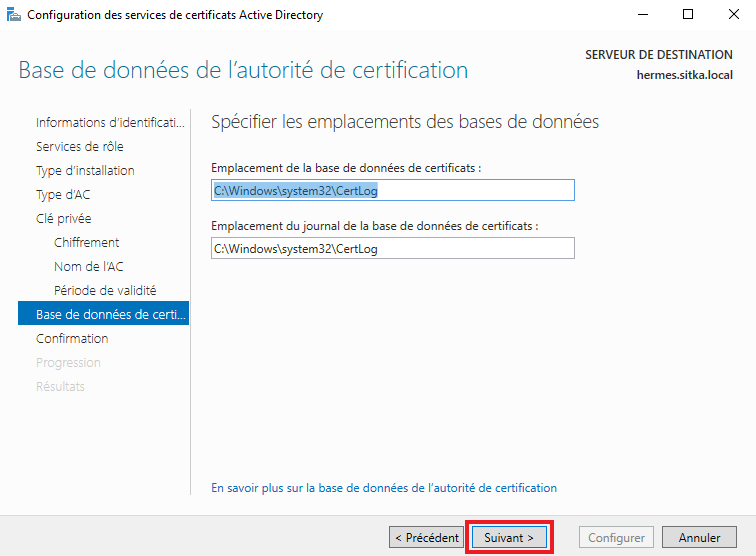 Configuration des services de certificats Active Directory
Base de données de l'autorité de certification
SERVEUR DE DESTINATION
hermes.sitka.local
Informations d'identificati...
Services de rôle
Type d'installation
Type d'AC
Clé privée
Chiffrement
Nom de l'AC
Période de validité
Base de données de certi...
Confirmation
Progression
Résultats
Spécifier les emplacements des bases de données
Emplacement de la base de données de certificats :
C:\Windows\system32\CertLog
Emplacement du journal de la base de données de certificats :
C:\Windows\system32\CertLog
En savoir plus sur la base de données de l'autorité de certification
< Précédent
Suivant >
Configurer
Annuler